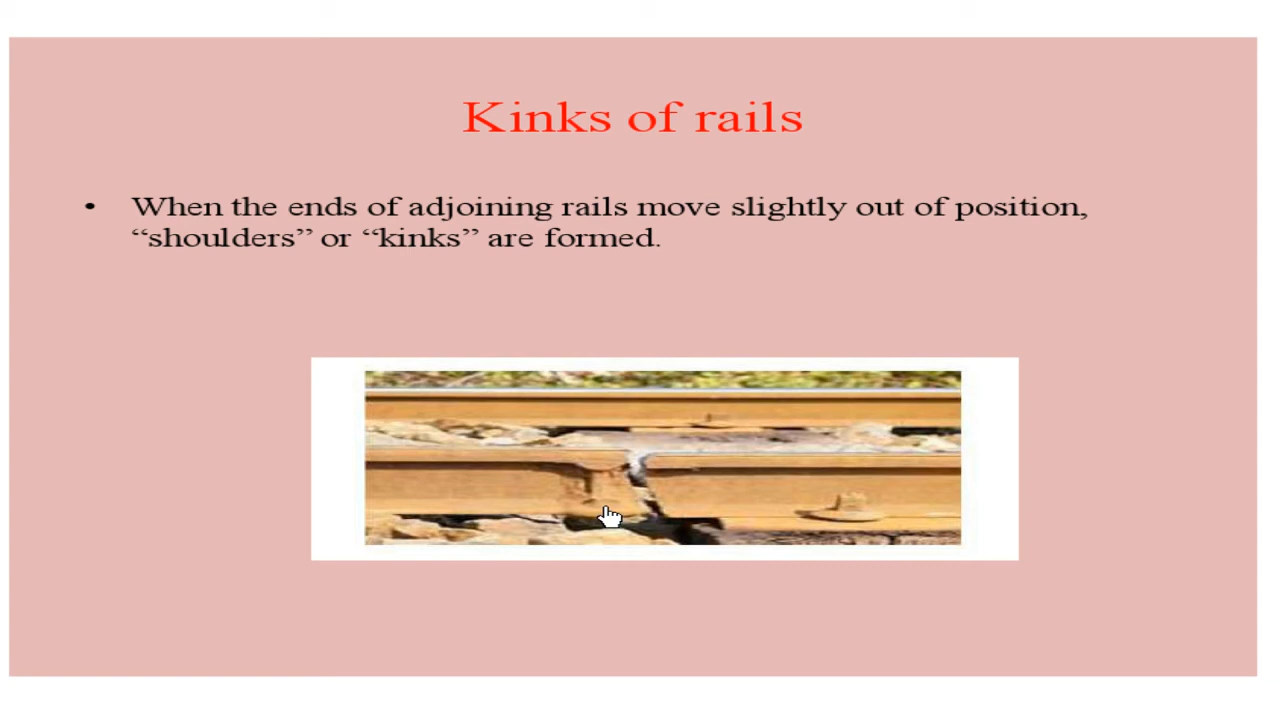 Kinks of rails
• When the ends of adjoining rails move slightly out of position,
“shoulders” or “kinks” are formed.